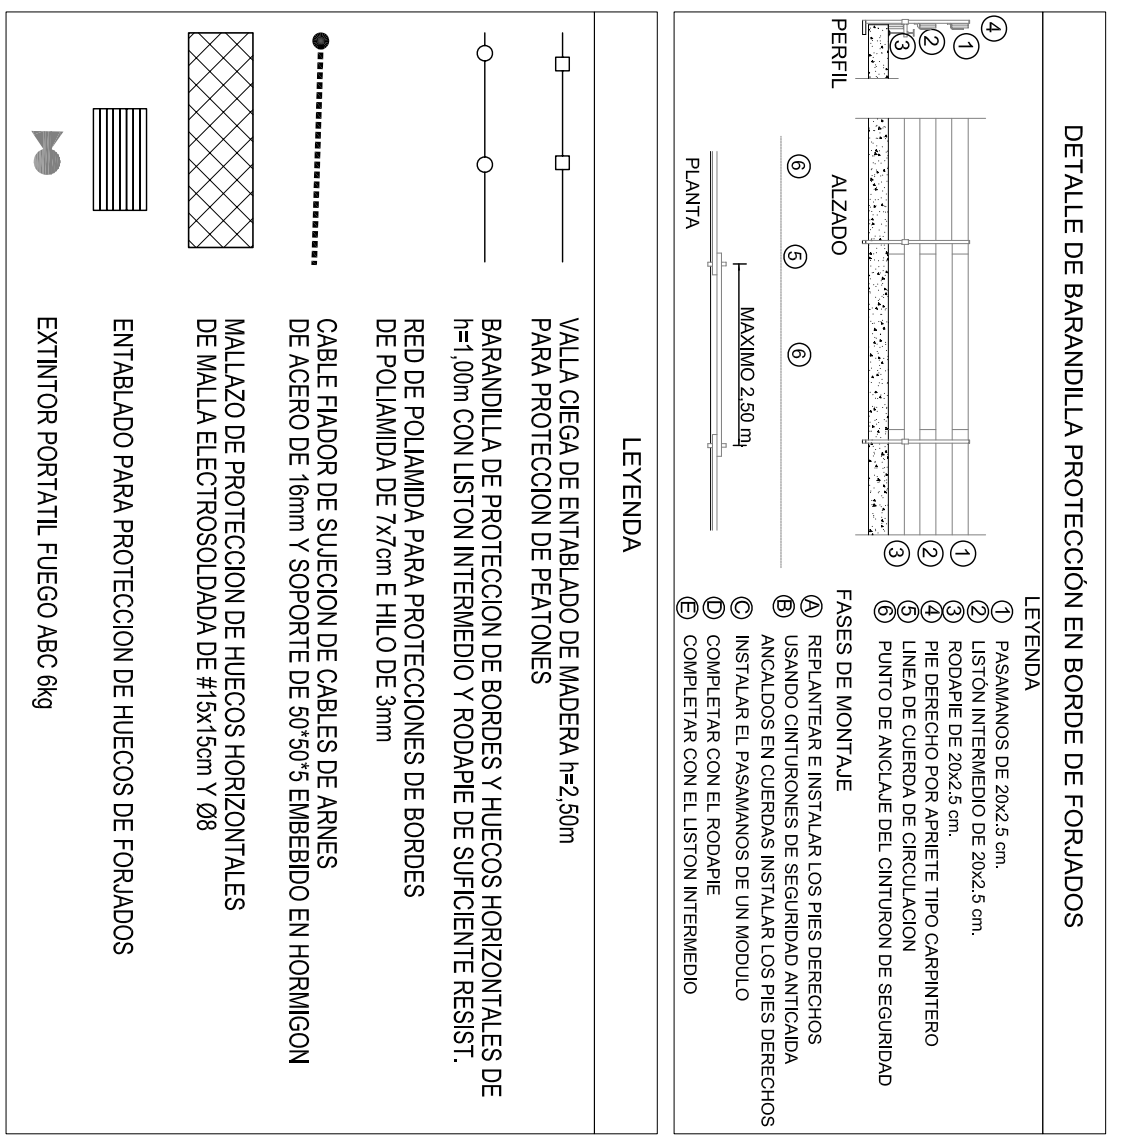 DETALLE DE BARANDILLA PROTECCIÓN EN BORDE DE FORJADOS
4
1
2
3
PERFIL
ALZADO
1
2
3
6
5
6
MAXIMO 2,50 m.
PLANTA
LEYENDA
1 PASAMANOS DE 20x2.5 cm.
2 LISTÓN INTERMEDIO DE 20x2.5 cm.
3 RODAPIE DE 20x2.5 cm.
4 PIE DERECHO POR APRIETE TIPO CARPINTERO
5 LINEA DE CUERDA DE CIRCULACION
6 PUNTO DE ANCLAJE DEL CINTURON DE SEGURIDAD
FASES DE MONTAJE
A REPLANTEAR E INSTALAR LOS PIES DERECHOS
B USANDO CINTURONES DE SEGURIDAD ANTICAIDA
ANCALDOS EN CUERDAS INSTALAR LOS PIES DERECHOS
C INSTALAR EL PASAMANOS DE UN MODULO
D COMPLETAR CON EL RODAPIE
E COMPLETAR CON EL LISTON INTERMEDIO
LEYENDA
VALLA CIEGA DE ENTABLADO DE MADERA h=2,50m
PARA PROTECCION DE PEATONES
BARANDILLA DE PROTECCION DE BORDES Y HUECOS HORIZONTALES DE
h=1,00m CON LISTON INTERMEDIO Y RODAPIE DE SUFICIENTE RESIST.
RED DE POLIAMIDA PARA PROTECCIONES DE BORDES
DE POLIAMIDA DE 7x7cm E HILO DE 3mm
CABLE FIADOR DE SUJECION DE CABLES DE ARNES
DE ACERO DE 16mm Y SOPORTE DE 50*50*5 EMBEBIDO EN HORMIGON
MALLAZO DE PROTECCION DE HUECOS HORIZONTALES
DE MALLA ELECTROSOLDADA DE #15x15cm Y Ø8
ENTABLADO PARA PROTECCION DE HUECOS DE FORJADOS
EXTINTOR PORTATIL FUEGO ABC 6kg